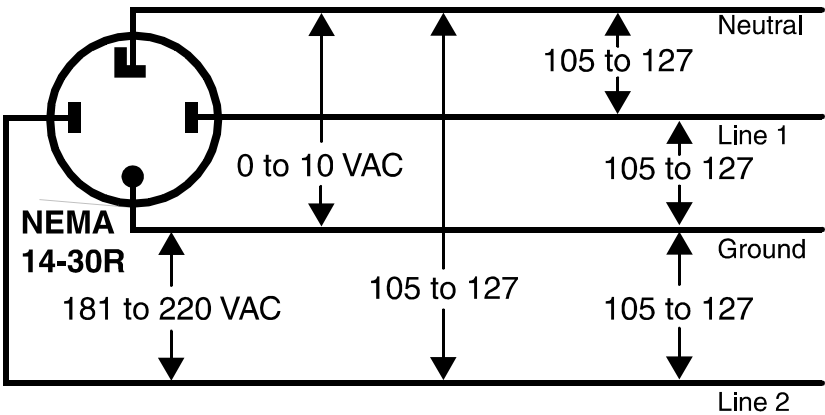 Neutral
105 to 127
Line 1
0 to 10 VAC
105 to 127
NEMA
14-30R
Ground
181 to 220 VAC
105 to 127
105 to 127
Line 2